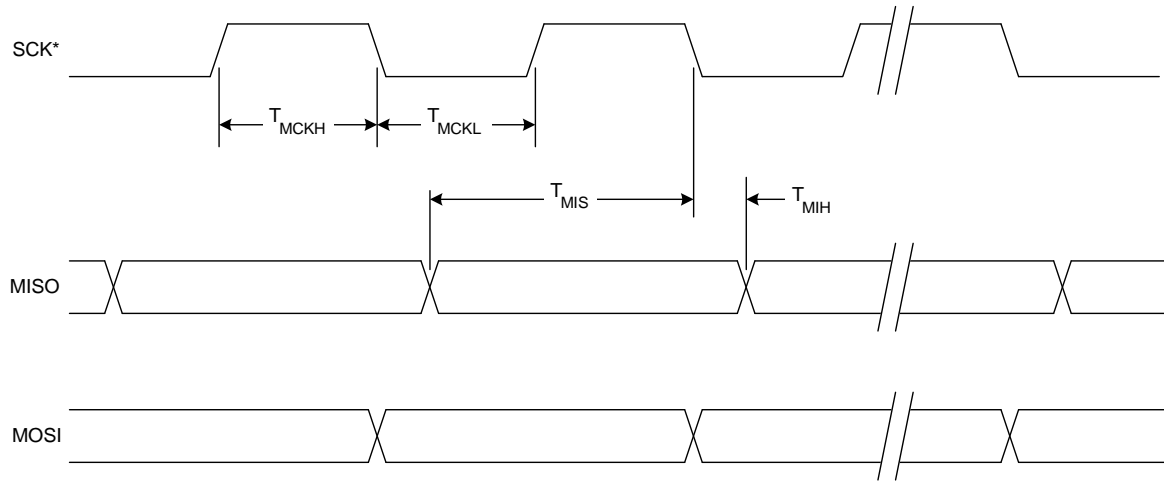 SCK*
T_MCKH
T_MCKL
T_MIS
T_MIH
MISO
MOSI